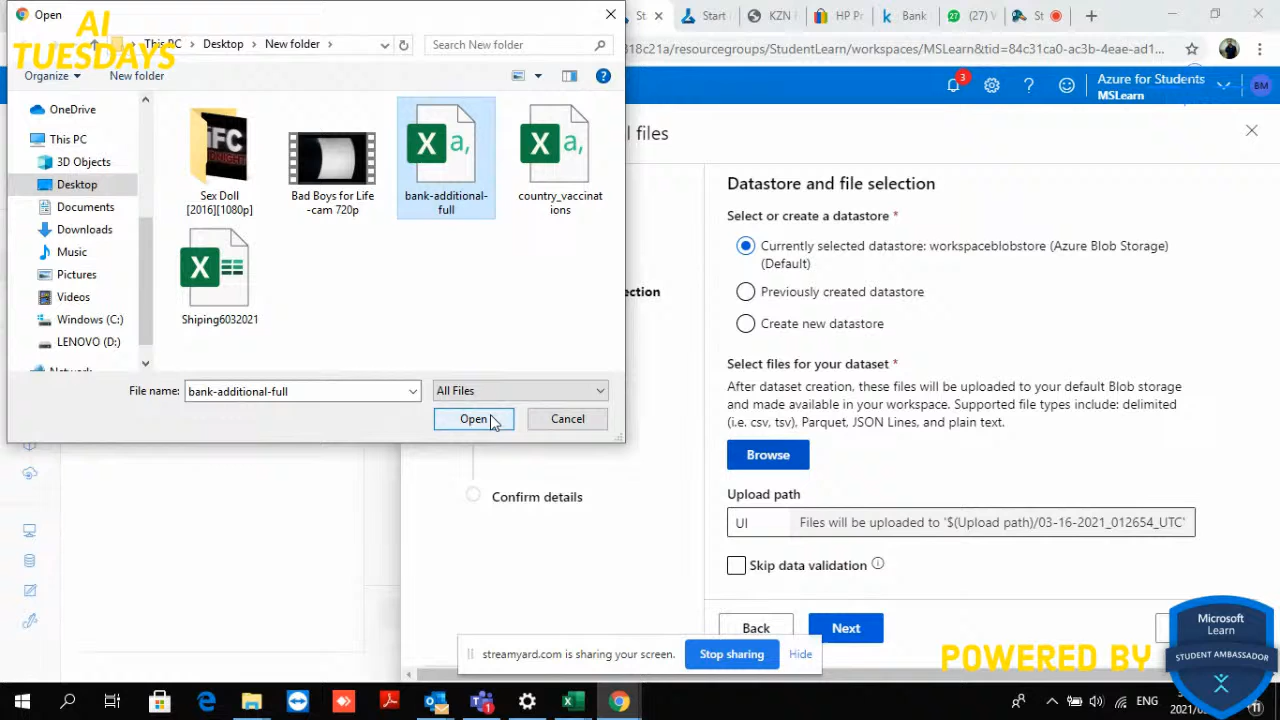 Open
AI
TUESDAYS
This PC
Desktop
New folder
Search New folder
Organize
New folder
OneDrive
This PC
3D Objects
Desktop
Documents
Downloads
Music
Pictures
Videos
Windows (C:)
LENOVO (D:)
Network
iFC
MIDNIGHT
Sex Doll
[2016][1080p]
Bad Boys for Life
-cam 720p
X a,
bank-additional-
full
X a,
country_vaccinat
ions
X
Shiping6032021
File name:
bank-additional-full
All Files
Open
Cancel
St
Start
KZN
HP Pr
Bank
(27) V
St
318c21a/resourcegroups/StudentLearn/workspaces/MSLearn&tid=84c31ca0-ac3b-4eae-ad1...
3
Azure for Students
MSLearn
BM
l files
ection
Confirm details
Datastore and file selection
Select or create a datastore *
Currently selected datastore: workspaceblobstore (Azure Blob Storage)
(Default)
Previously created datastore
Create new datastore
Select files for your dataset *
After dataset creation, these files will be uploaded to your default Blob storage
and made available in your workspace. Supported file types include: delimited
(i.e. csv, tsv), Parquet, JSON Lines, and plain text.
Browse
Upload path
UI
Files will be uploaded to '$(Upload path)/03-16-2021_012654_UTC'
Skip data validation
Back
Next
streamyard.com is sharing your screen.
Stop sharing
Hide
POWERED BY
Microsoft
Learn
STUDENT AMBASSADOR
ENG
11